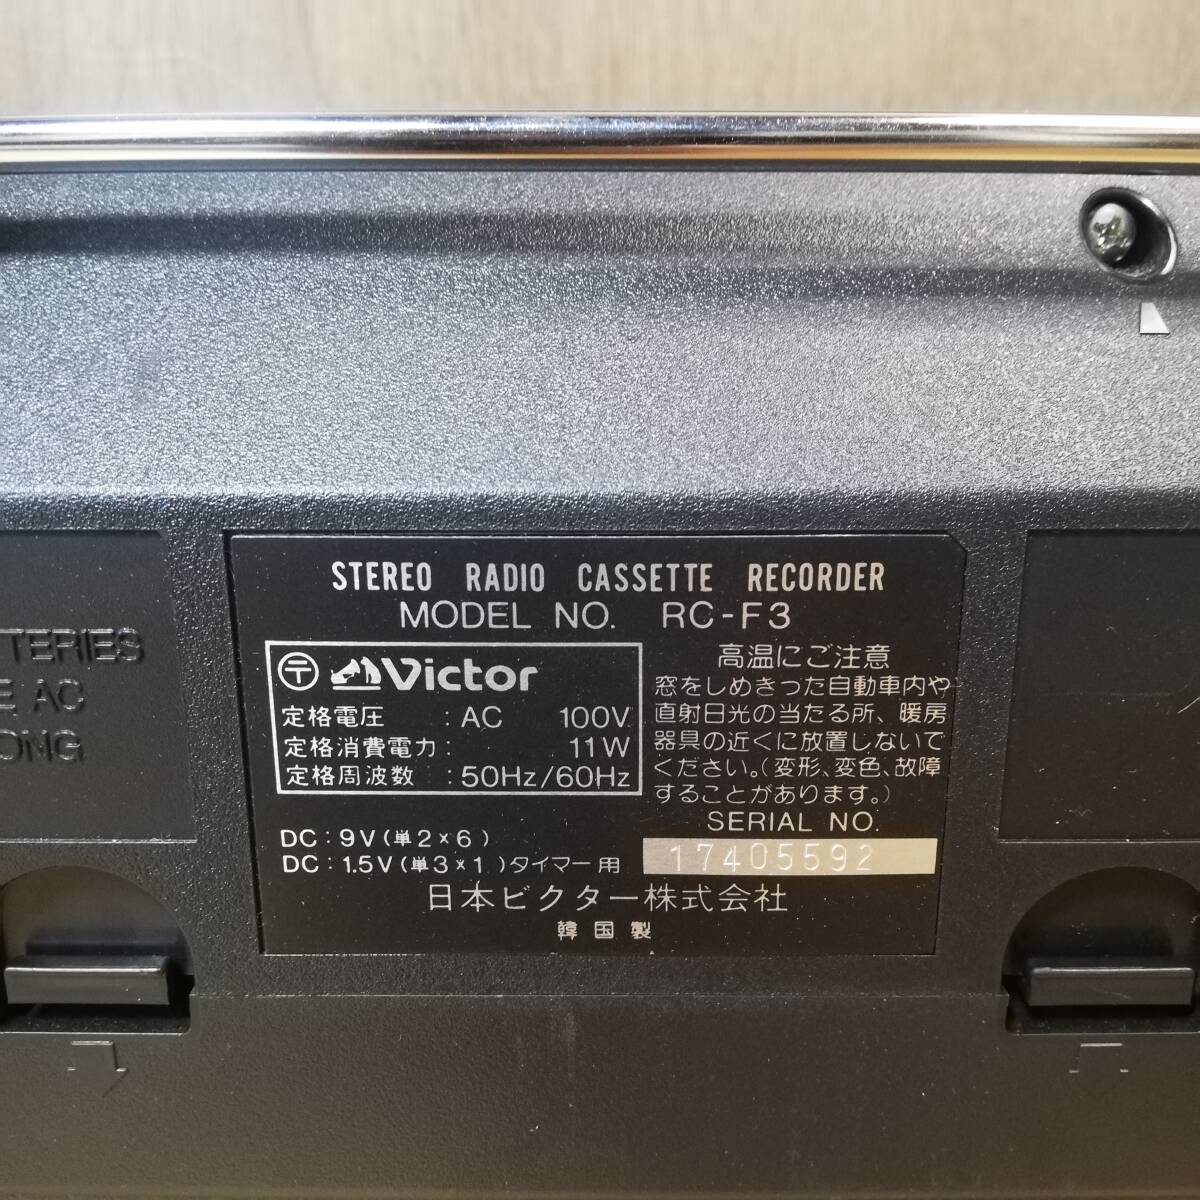 STEREO RADIO CASSETTE RECORDER
MODEL NO. RC-F3
〒 Victor
定格電圧 : AC 100V
定格消費電力 : 11W
定格周波数 : 50Hz/60Hz
高温にご注意
窓をしめきった自動車内や
直射日光の当たる所、暖房
器具の近くに放置しないで
ください。(変形、変色、故障
することがあります。)
SERIAL NO.
17405592
DC : 9V (単2×6)
DC : 1.5V (単3×1) タイマー用
日本ビクター株式会社
韓国製
TERIES
E AC
ONG